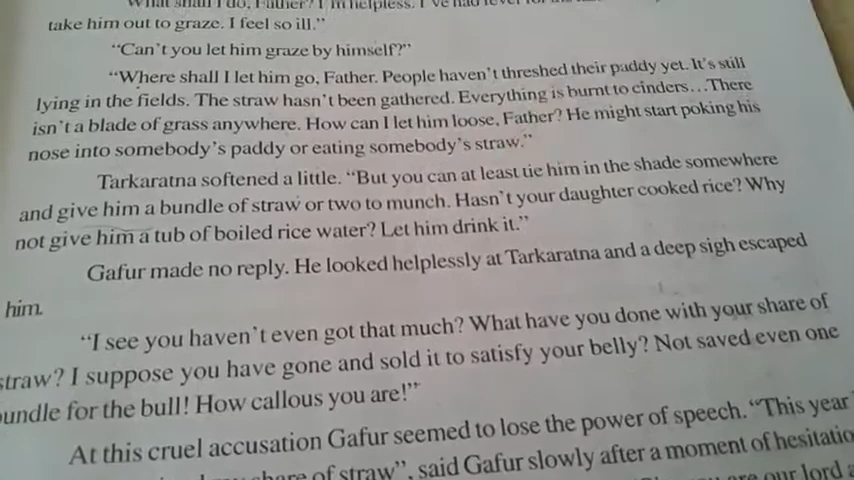 What shall I do, Father? I'm helpless. I've had fever for the
take him out to graze. I feel so ill.”
“Can't you let him graze by himself?”
“Where shall I let him go, Father. People haven't threshed their paddy yet. It's still
lying in the fields. The straw hasn't been gathered. Everything is burnt to cinders...There
isn't a blade of grass anywhere. How can I let him loose, Father? He might start poking his
nose into somebody's paddy or eating somebody's straw.”
Tarkaratna softened a little. “But you can at least tie him in the shade somewhere
and give him a bundle of straw or two to munch. Hasn't your daughter cooked rice? Why
not give him a tub of boiled rice water? Let him drink it.”
Gafur made no reply. He looked helplessly at Tarkaratna and a deep sigh escaped
him.
“I see you haven't even got that much? What have you done with your share of
straw? I suppose you have gone and sold it to satisfy your belly? Not saved even one
bundle for the bull! How callous you are!”
At this cruel accusation Gafur seemed to lose the power of speech. “This year
share of straw”, said Gafur slowly after a moment of hesitatio
are our lord a